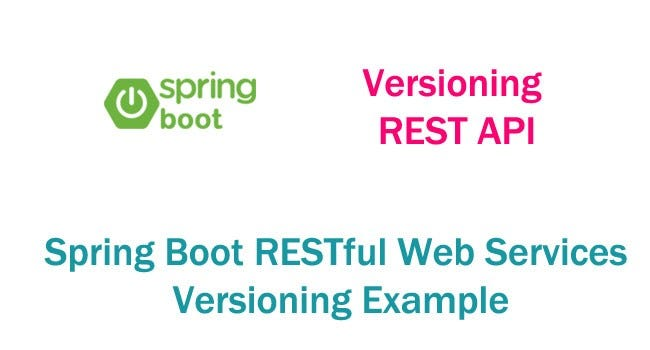 spring
boot
Versioning
REST API
Spring Boot RESTful Web Services
Versioning Example